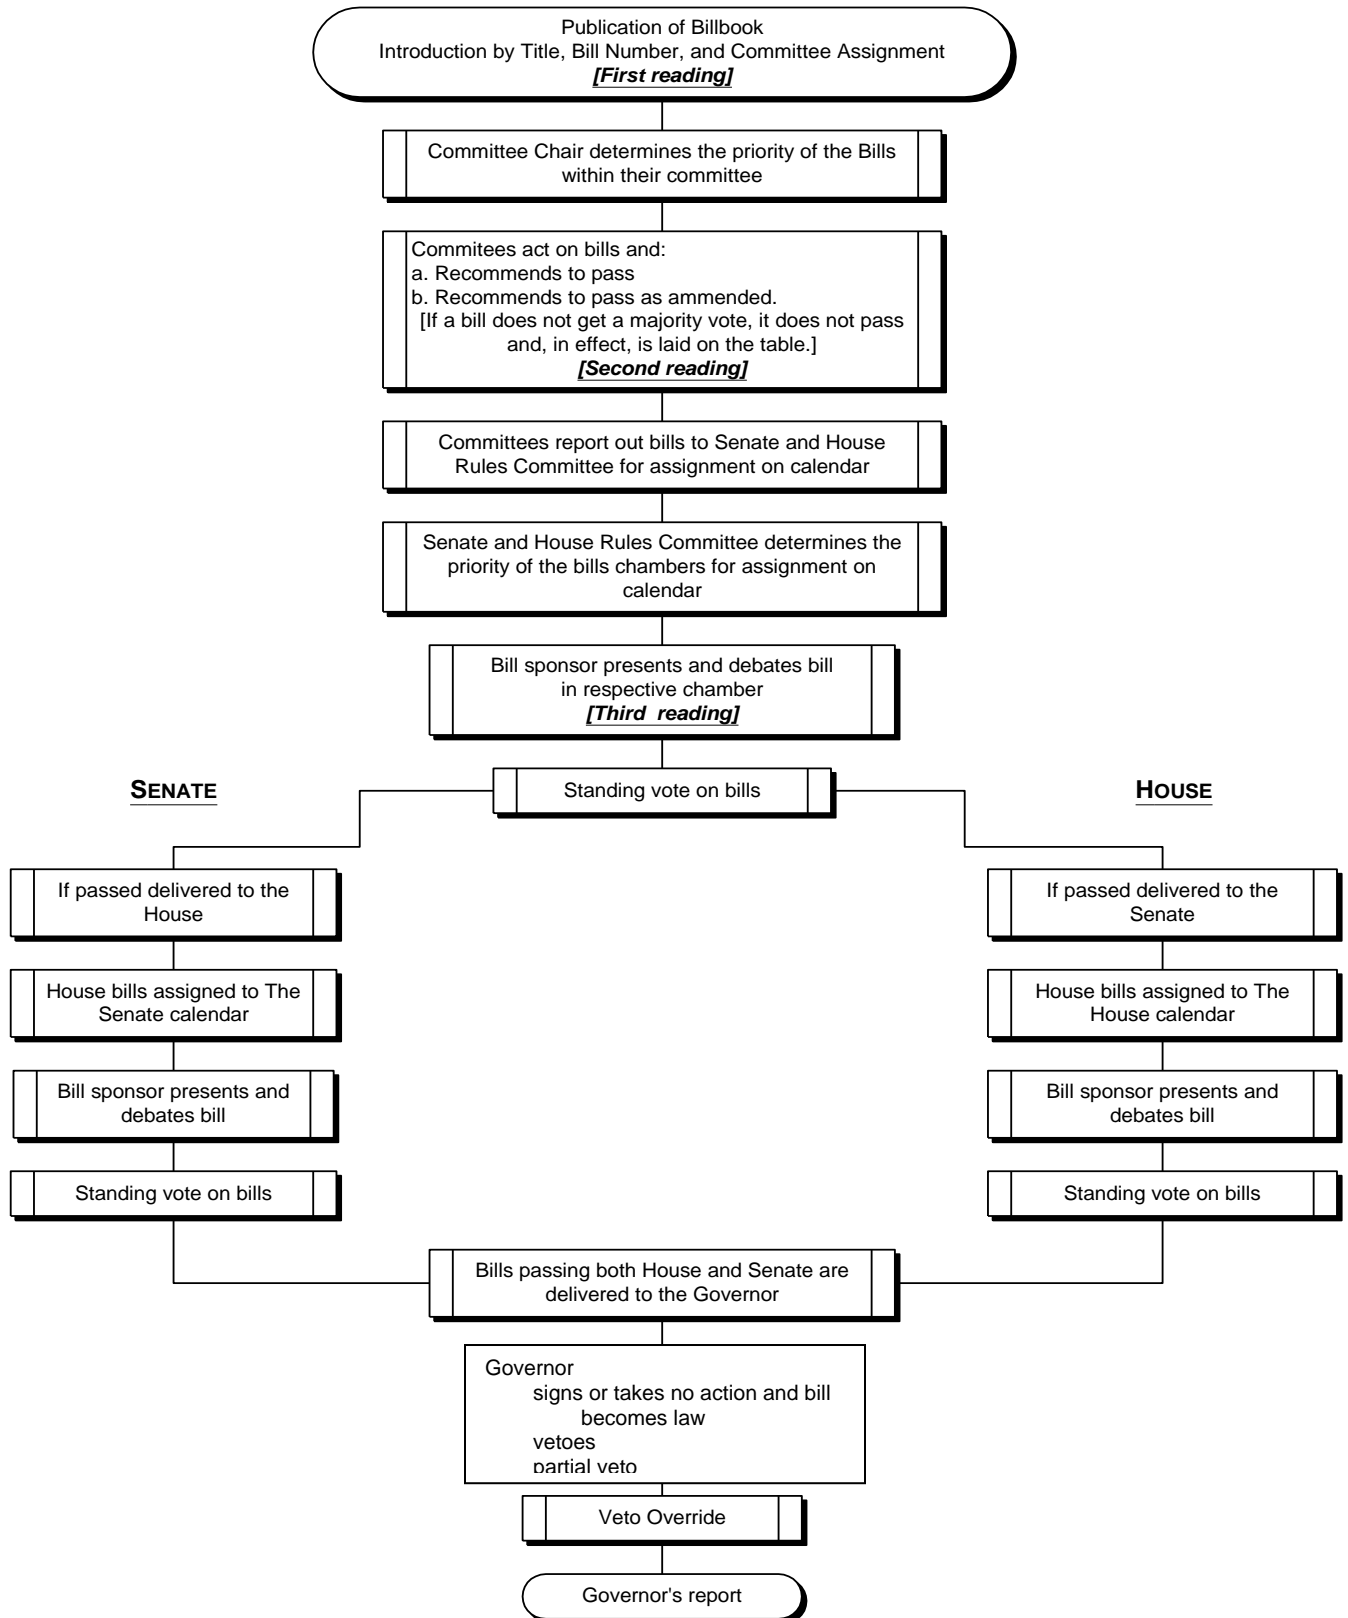 Publication of Billbook
Introduction by Title, Bill Number, and Committee Assignment
[First reading]
Committee Chair determines the priority of the Bills
within their committee
Commitees act on bills and:
a. Recommends to pass
b. Recommends to pass as ammended.
[If a bill does not get a majority vote, it does not pass
and, in effect, is laid on the table.]
[Second reading]
Committees report out bills to Senate and House
Rules Committee for assignment on calendar
Senate and House Rules Committee determines the
priority of the bills chambers for assignment on
calendar
Bill sponsor presents and debates bill
in respective chamber
[Third  reading]
Standing vote on bills
SENATE
If passed delivered to the
House
House bills assigned to The
Senate calendar
Bill sponsor presents and
debates bill
Standing vote on bills
HOUSE
If passed delivered to the
Senate
House bills assigned to The
House calendar
Bill sponsor presents and
debates bill
Standing vote on bills
Bills passing both House and Senate are
delivered to the Governor
Governor
signs or takes no action and bill
becomes law
vetoes
partial veto
Veto Override
Governor's report